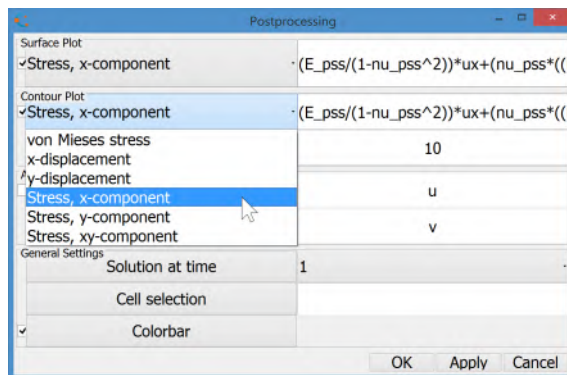 Postprocessing
Surface Plot
Stress, x-component (E_pss/(1-nu_pss^2))*ux+(nu_pss*((
Contour Plot
Stress, x-component (E_pss/(1-nu_pss^2))*ux+(nu_pss*((
von Mieses stress
10
x-displacement
y-displacement
Stress, x-component
u
Stress, y-component
v
Stress, xy-component
General Settings
Solution at time 1
Cell selection
Colorbar
OK Apply Cancel